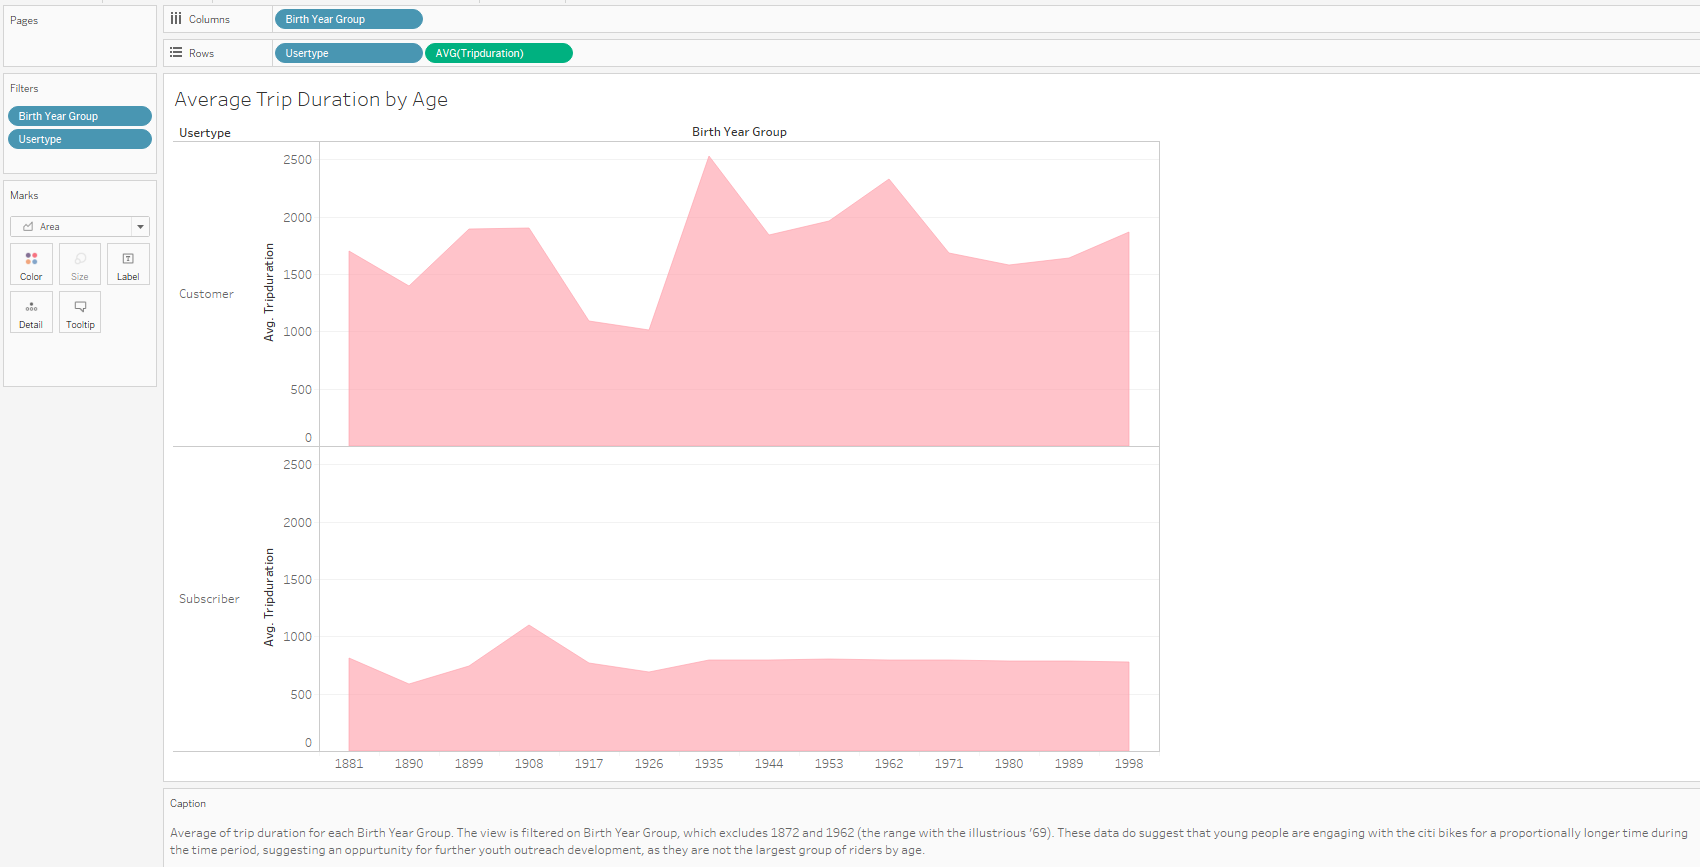 Pages
Columns
Birth Year Group
Rows
Usertype
AVG(Tripduration)
Filters
Birth Year Group
Usertype
Marks
Area
Color
Size
Label
Detail
Tooltip
Average Trip Duration by Age
Usertype
Birth Year Group
Customer
Avg. Tripduration
2500
2000
1500
1000
500
0
Subscriber
Avg. Tripduration
2500
2000
1500
1000
500
0
1881 1890 1899 1908 1917 1926 1935 1944 1953 1962 1971 1980 1989 1998
Caption
Average of trip duration for each Birth Year Group. The view is filtered on Birth Year Group, which excludes 1872 and 1962 (the range with the illustrious '69). These data do suggest that young people are engaging with the citi bikes for a proportionally longer time during
the time period, suggesting an oppurtunity for further youth outreach development, as they are not the largest group of riders by age.